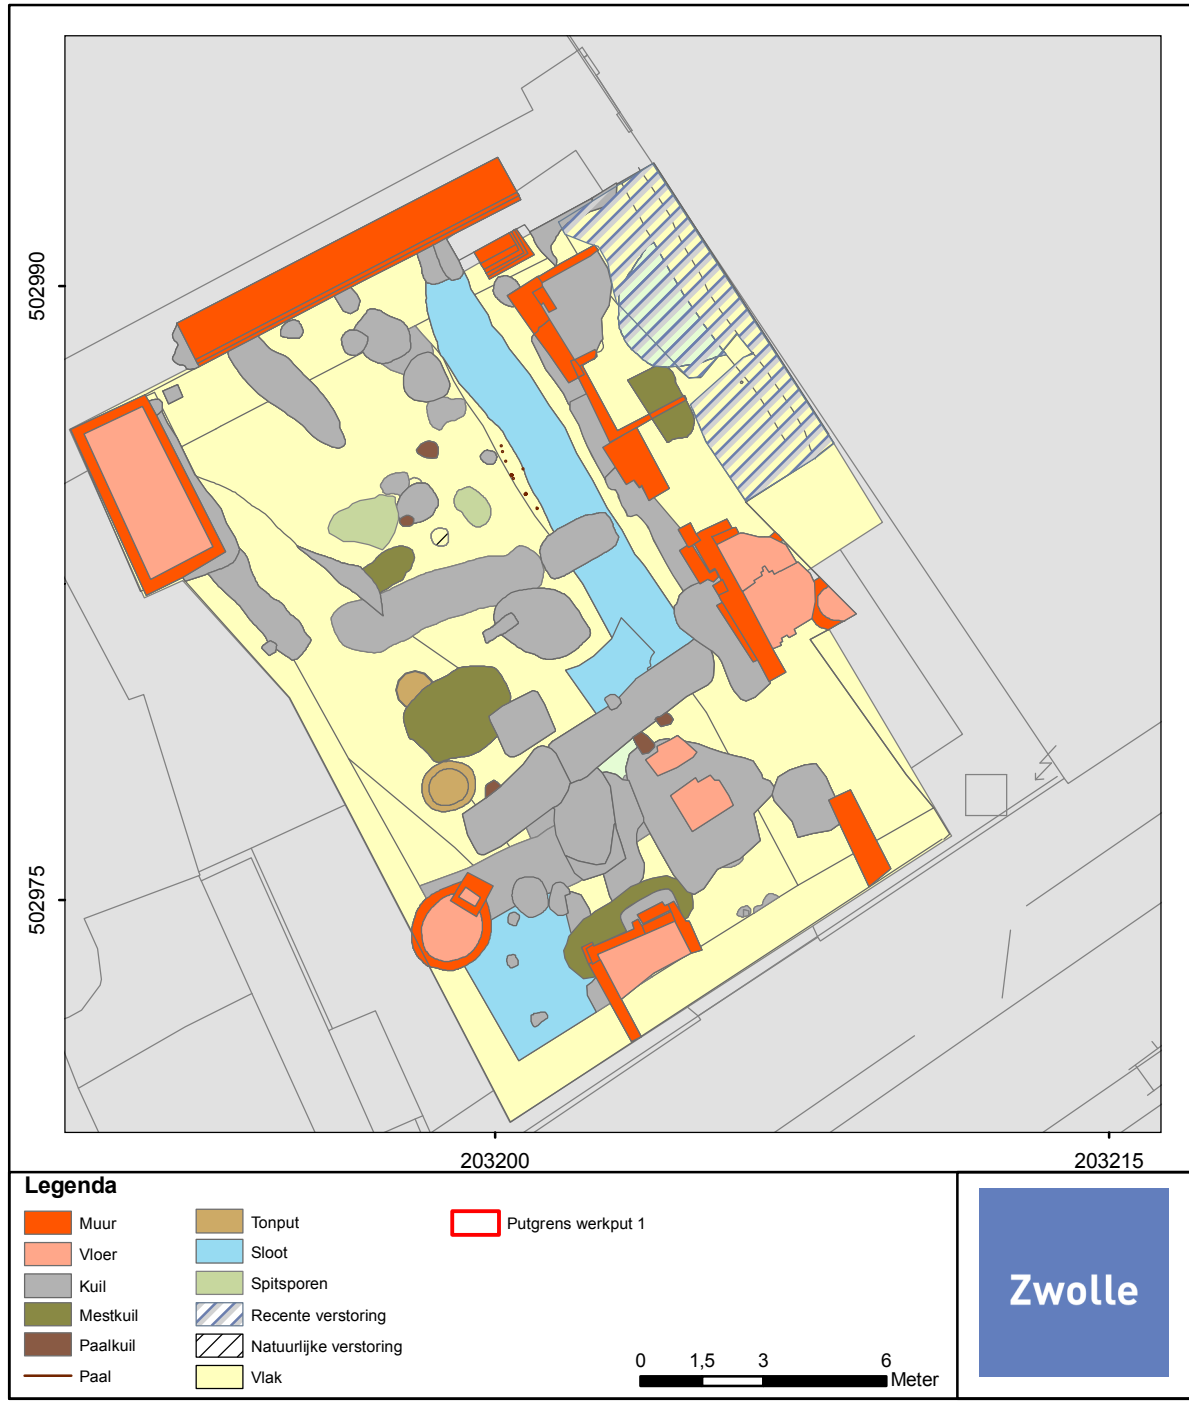 502990
502975
203200
203215
Legenda
Muur
Vloer
Kuil
Mestkuil
Paalkuil
Paal
Tonput
Sloot
Spitsporen
Recente verstoring
Natuurlijke verstoring
Vlak
Putgrens werkput 1
0 1,5 3 6
Meter
Zwolle